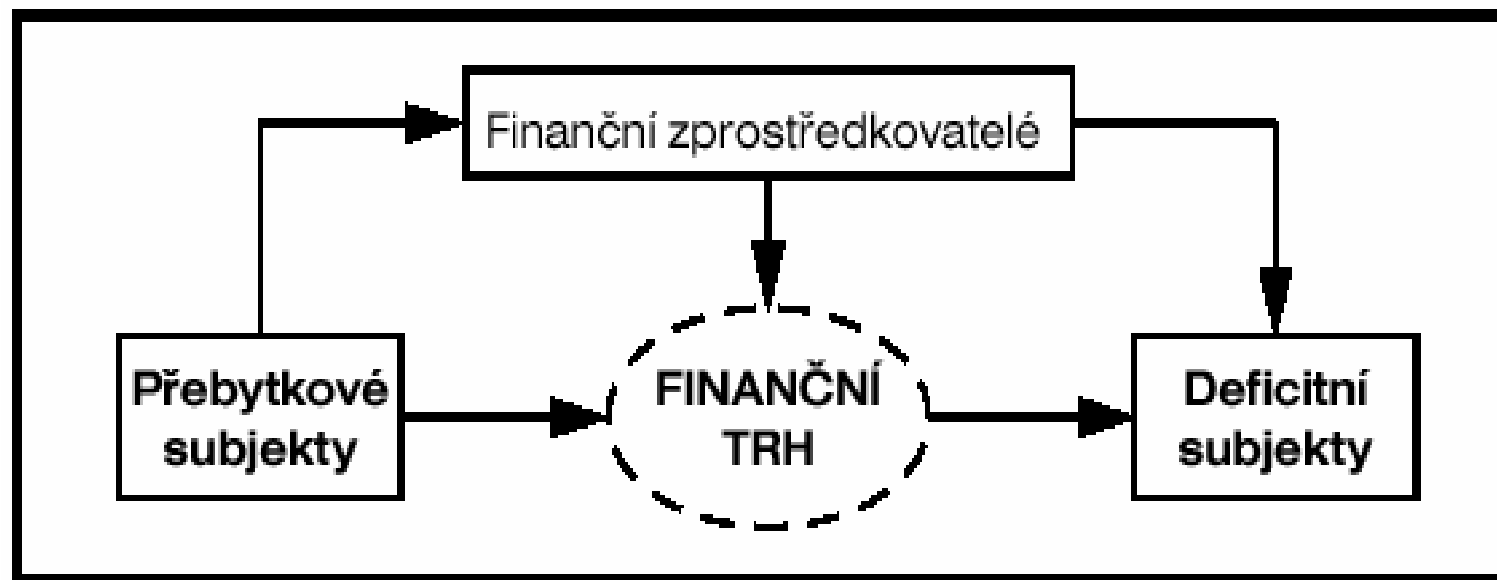 Finanční zprostředkovatelé
Přebytkové
subjekty
FINANČNÍ
TRH
Deficitní
subjekty